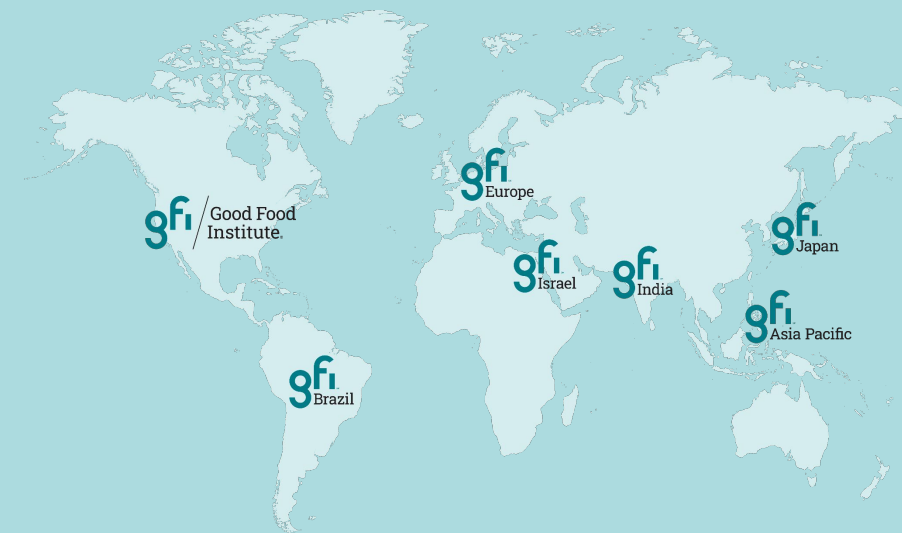 gfi
Europe
gfi / Good Food
Institute®
gfi
Japan
gfi
Israel
gfi
India
gfi
Asia Pacific
gfi
Brazil